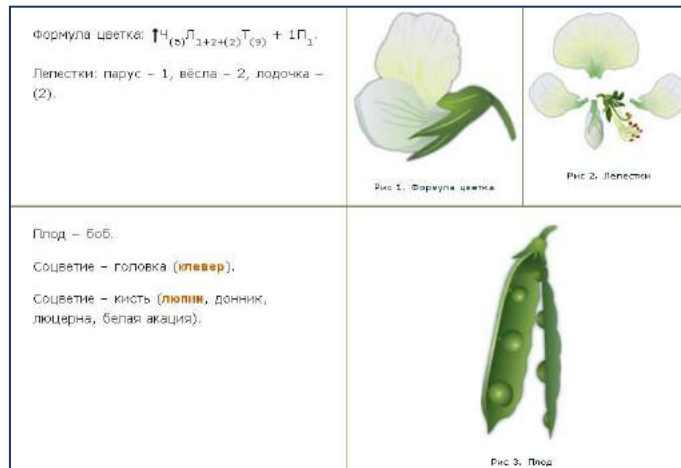 Формула цветка: ↑Ч(5)Л1+2+(2)Т(9) + 1П1.
Лепестки: парус – 1, вёсла – 2, лодочка –
(2).
Рис 1. Формула цветка
Рис 2. Лепестки
Плод – боб.
Соцветие – головка (клевер).
Соцветие – кисть (люпин, донник,
люцерна, белая акация).
Рис 3. Плод